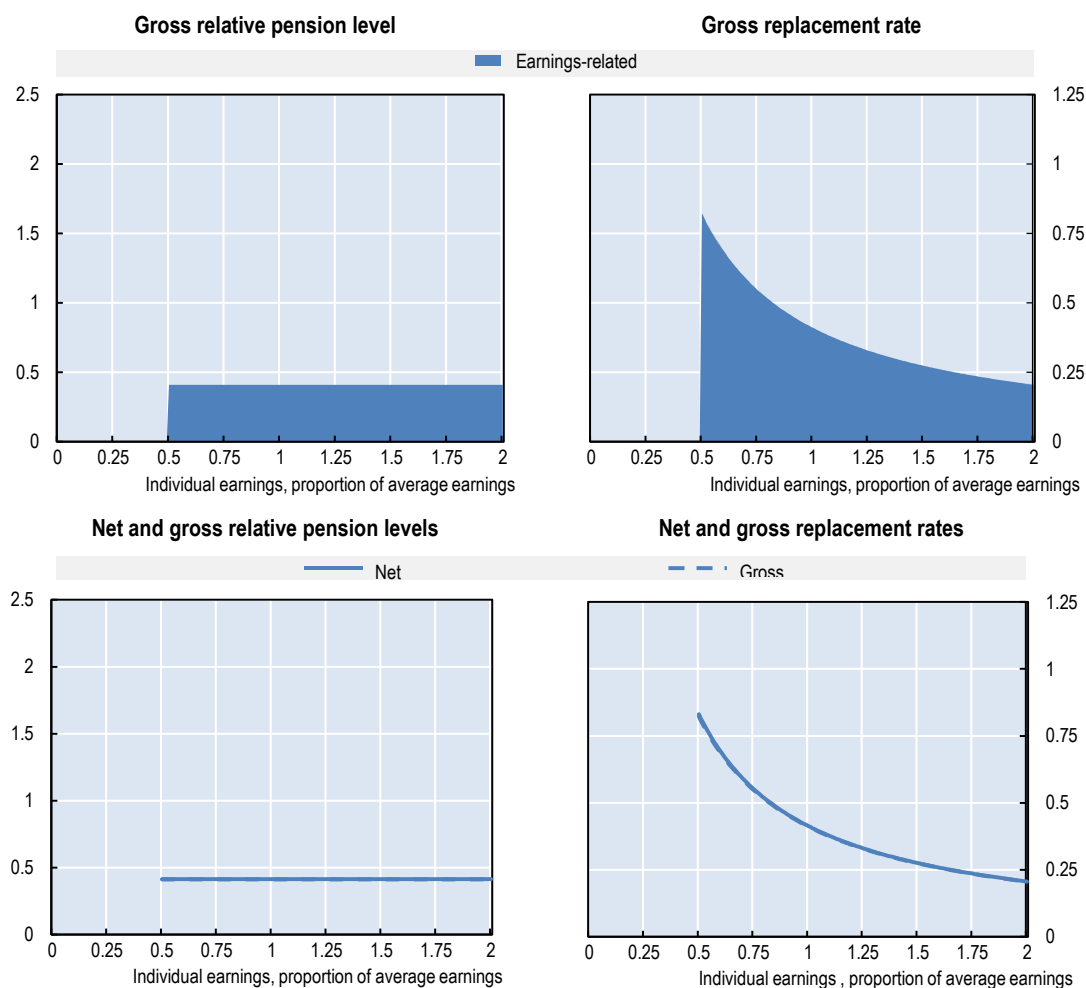 Gross relative pension level
Gross replacement rate
Earnings-related
2.5
2
1.5
1
0.5
0
0 0.25 0.5 0.75 1 1.25 1.5 1.75 2
Individual earnings, proportion of average earnings
1.25
1
0.75
0.5
0.25
0
0 0.25 0.5 0.75 1 1.25 1.5 1.75 2
Individual earnings, proportion of average earnings
Net and gross relative pension levels
Net and gross replacement rates
Net
Gross
2.5
2
1.5
1
0.5
0
0 0.25 0.5 0.75 1 1.25 1.5 1.75 2
Individual earnings, proportion of average earnings
1.25
1
0.75
0.5
0.25
0
0 0.25 0.5 0.75 1 1.25 1.5 1.75 2
Individual earnings , proportion of average earnings